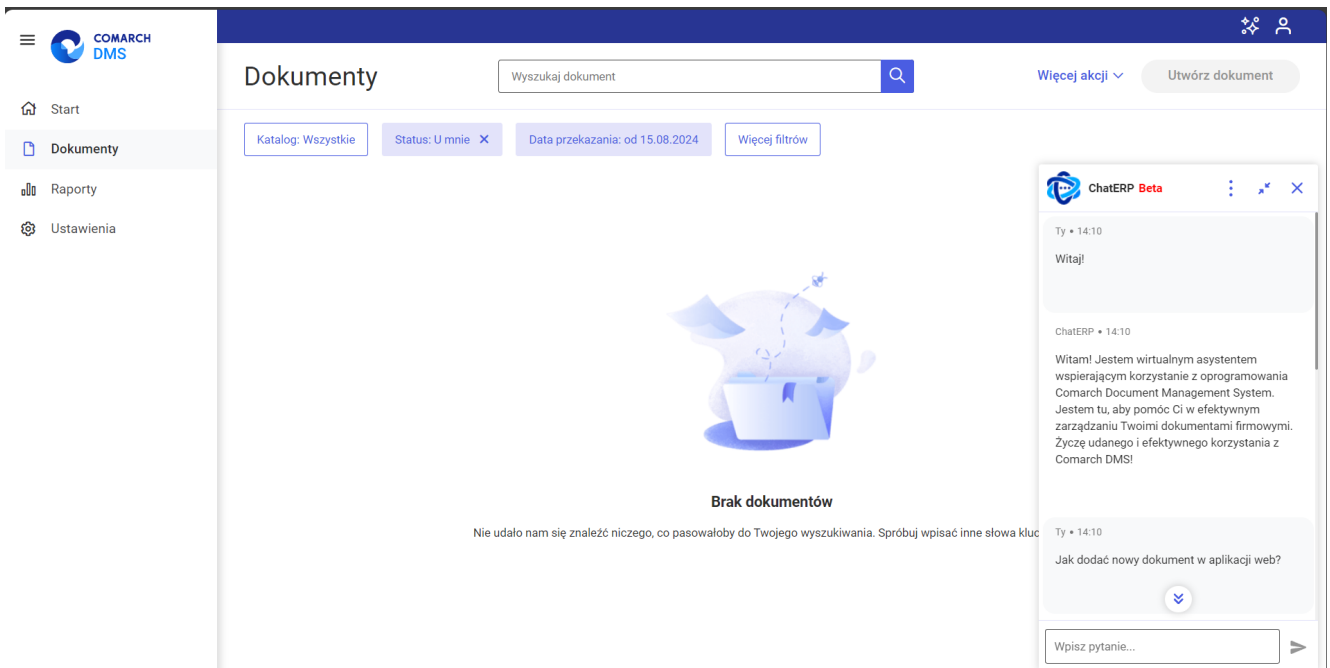 COMARCH
DMS
Start
Dokumenty
Raporty
Ustawienia
Dokumenty
Wyszukaj dokument
Więcej akcji
Utwórz dokument
Katalog: Wszystkie
Status: U mnie
Data przekazania: od 15.08.2024
Więcej filtrów
Brak dokumentów
Nie udało nam się znaleźć niczego, co pasowałoby do Twojego wyszukiwania. Spróbuj wpisać inne słowa kluc
ChatERP Beta
Ty • 14:10
Witaj!
ChatERP • 14:10
Witam! Jestem wirtualnym asystentem
wspierającym korzystanie z oprogramowania
Comarch Document Management System.
Jestem tu, aby pomóc Ci w efektywnym
zarządzaniu Twoimi dokumentami firmowymi.
Życzę udanego i efektywnego korzystania z
Comarch DMS!
Ty • 14:10
Jak dodać nowy dokument w aplikacji web?
Wpisz pytanie...